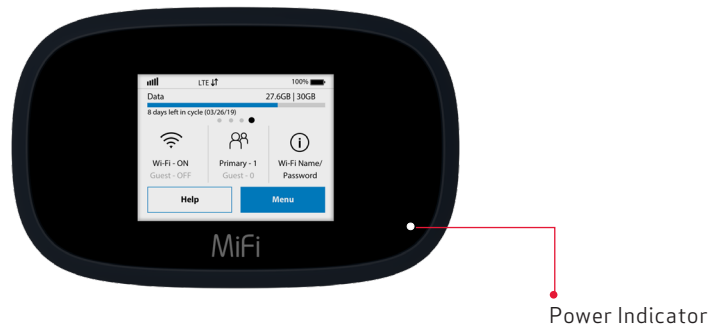 LTE 100%
Data 27.6GB | 30GB
8 days left in cycle (03/26/19)
Wi-Fi - ON Primary - 1 Wi-Fi Name/
Guest - OFF Guest - 0 Password
Help Menu
MiFi
Power Indicator